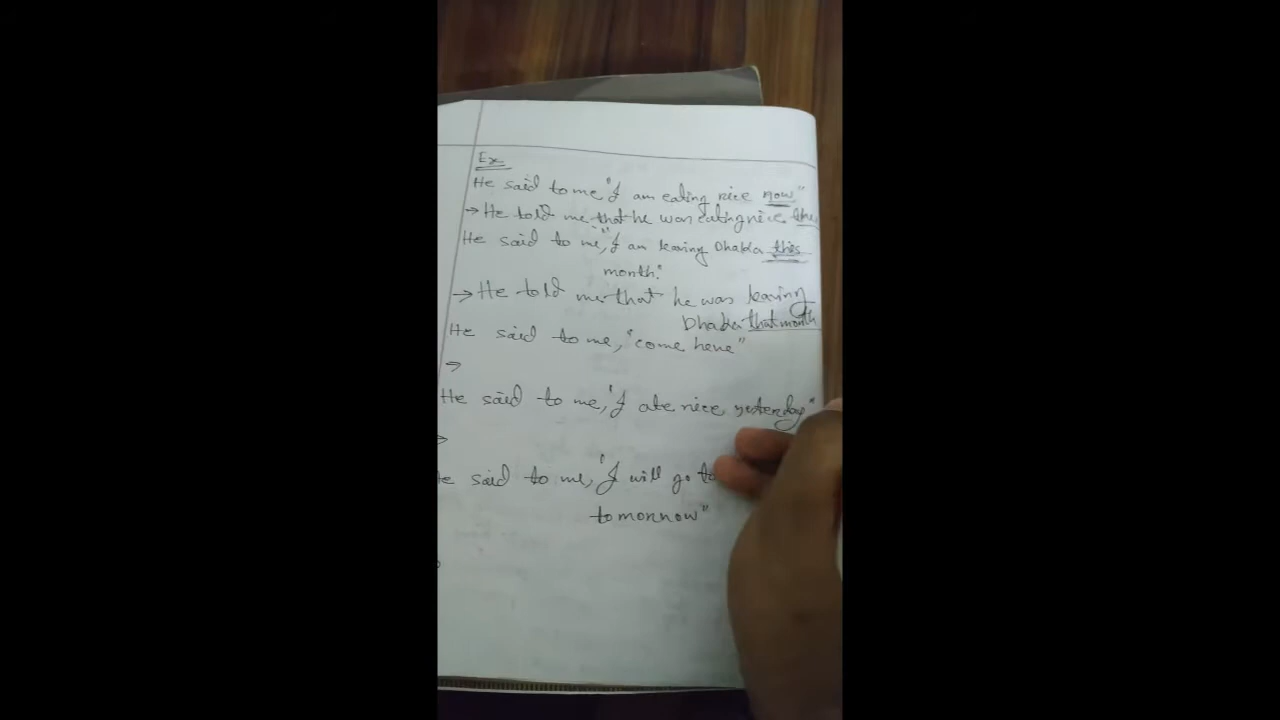 Ex
He said to me, "I am eating rice now"
→ He told me that he was eating rice
He said to me, "I am leaving Dhaka this
month."
→ He told me that he was leaving
Dhaka that month
He said to me, "come here"
→
He said to me, "I ate rice yesterday"
→
said to me, "I will go to
tomorrow"